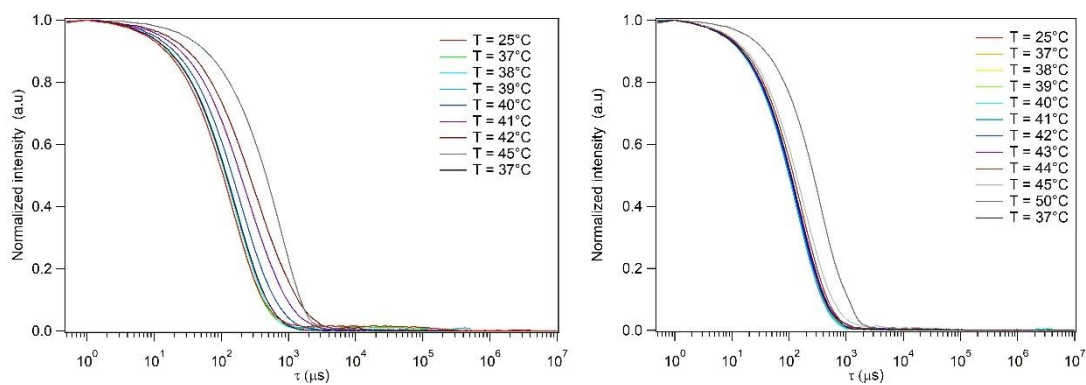 Normalized intensity (a.u)
1.0
0.8
0.6
0.4
0.2
0.0
10⁰
10¹
10²
10³
10⁴
10⁵
10⁶
10⁷
τ (μs)
T = 25°C
T = 37°C
T = 38°C
T = 39°C
T = 40°C
T = 41°C
T = 42°C
T = 45°C
T = 37°C
Normalized intensity (a.u)
1.0
0.8
0.6
0.4
0.2
0.0
10⁰
10¹
10²
10³
10⁴
10⁵
10⁶
10⁷
τ (μs)
T = 25°C
T = 37°C
T = 38°C
T = 39°C
T = 40°C
T = 41°C
T = 42°C
T = 43°C
T = 44°C
T = 45°C
T = 50°C
T = 37°C